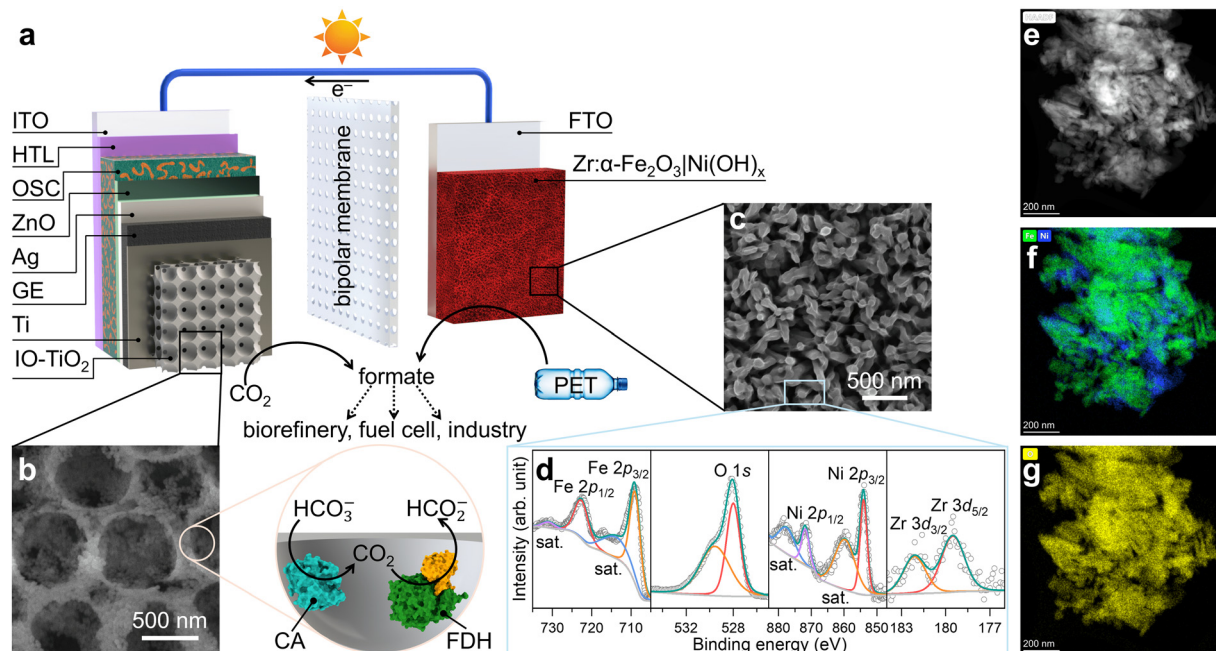 a
e–
ITO
HTL
OSC
ZnO
Ag
GE
Ti
IO-TiO₂
bipolar membrane
FTO
Zr:α-Fe₂O₃|Ni(OH)ₓ
CO₂
formate
PET
biorefinery, fuel cell, industry
b
500 nm
HCO₃⁻
HCO₂⁻
CO₂
CA
FDH
c
500 nm
d
Intensity (arb. unit)
Fe 2p₁/₂
Fe 2p₃/₂
sat.
sat.
O 1s
Ni 2p₁/₂
Ni 2p₃/₂
sat.
sat.
Zr 3d₃/₂
Zr 3d₅/₂
730 720 710 532 528 880 870 860 850 183 180 177
Binding energy (eV)
e
HAADF
200 nm
f
Fe Ni
200 nm
g
200 nm